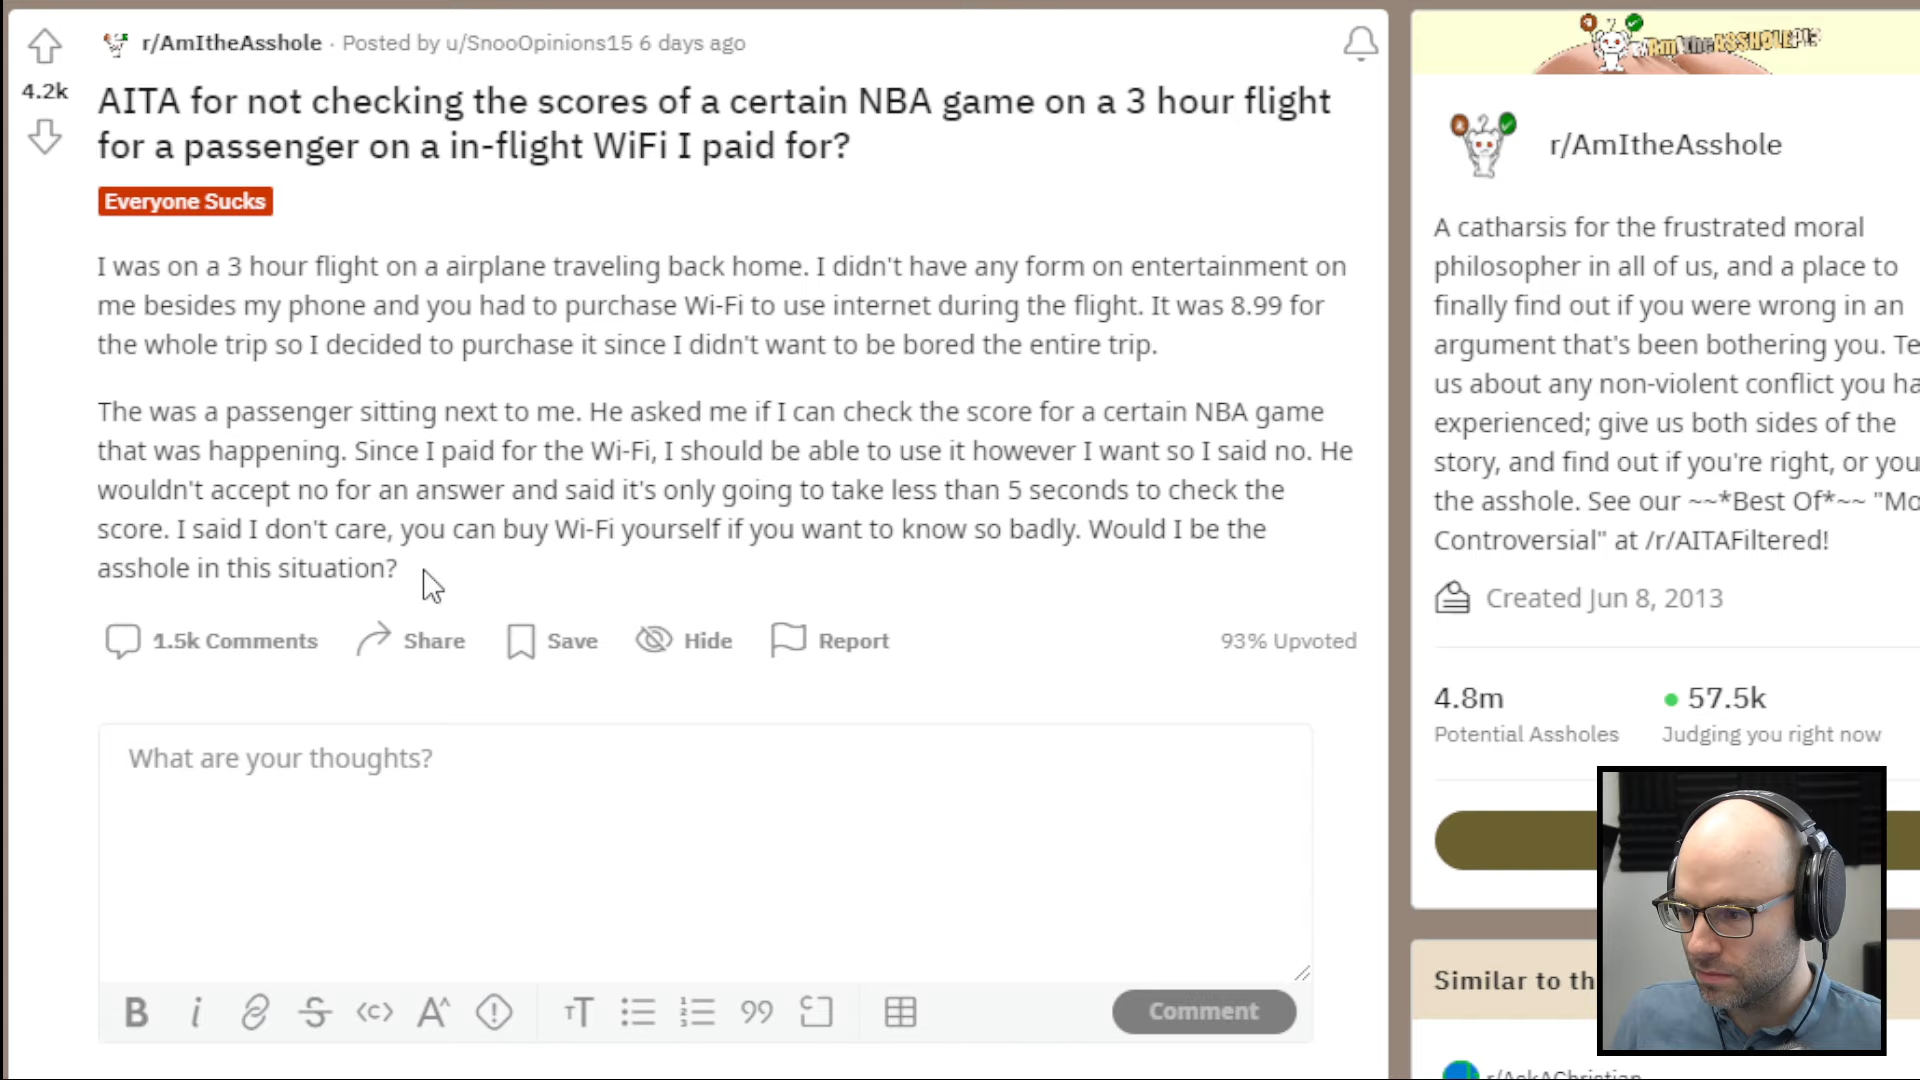 r/AmItheAsshole · Posted by u/SnooOpinions15 6 days ago
4.2k
AITA for not checking the scores of a certain NBA game on a 3 hour flight
for a passenger on a in-flight WiFi I paid for?
Everyone Sucks
I was on a 3 hour flight on a airplane traveling back home. I didn't have any form on entertainment on
me besides my phone and you had to purchase Wi-Fi to use internet during the flight. It was 8.99 for
the whole trip so I decided to purchase it since I didn't want to be bored the entire trip.
The was a passenger sitting next to me. He asked me if I can check the score for a certain NBA game
that was happening. Since I paid for the Wi-Fi, I should be able to use it however I want so I said no. He
wouldn't accept no for an answer and said it's only going to take less than 5 seconds to check the
score. I said I don't care, you can buy Wi-Fi yourself if you want to know so badly. Would I be the
asshole in this situation?
1.5k Comments Share Save Hide Report 93% Upvoted
What are your thoughts?
B i <c> A^ TT 99 Comment
Am the ASSHOLE
r/AmItheAsshole
A catharsis for the frustrated moral
philosopher in all of us, and a place to
finally find out if you were wrong in an
argument that's been bothering you. Te
us about any non-violent conflict you ha
experienced; give us both sides of the
story, and find out if you're right, or you
the asshole. See our ~~*Best Of*~~ "Mo
Controversial" at /r/AITAFiltered!
Created Jun 8, 2013
4.8m 57.5k
Potential Assholes Judging you right now
Similar to th
r/AskAChristian